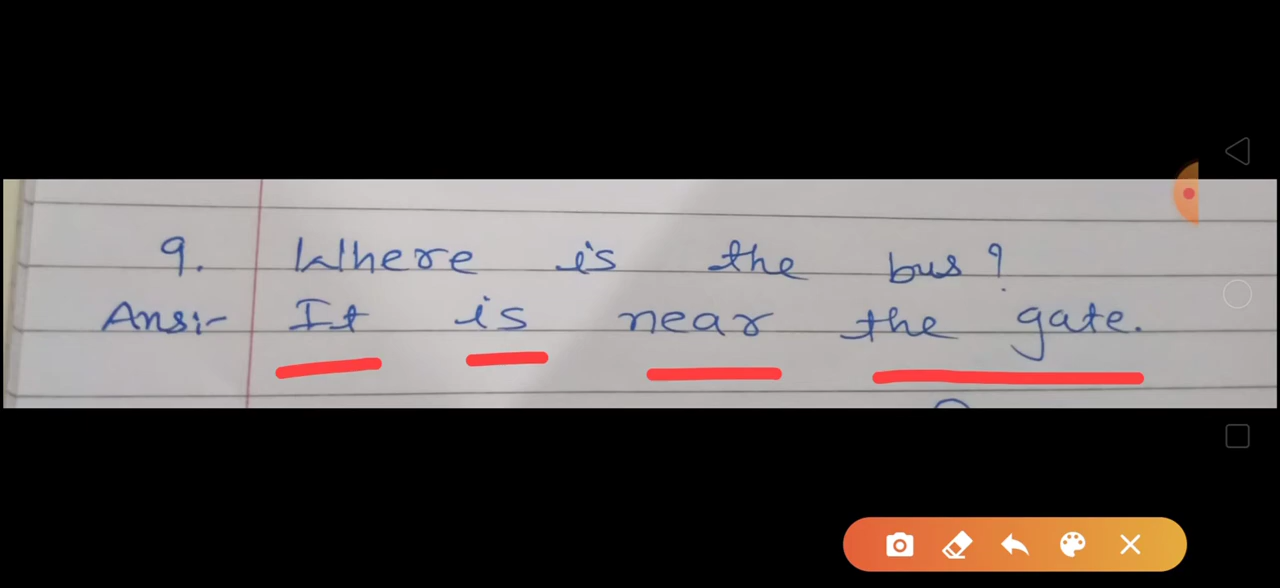 9. Where is the bus?
Ans:- It is near the gate.